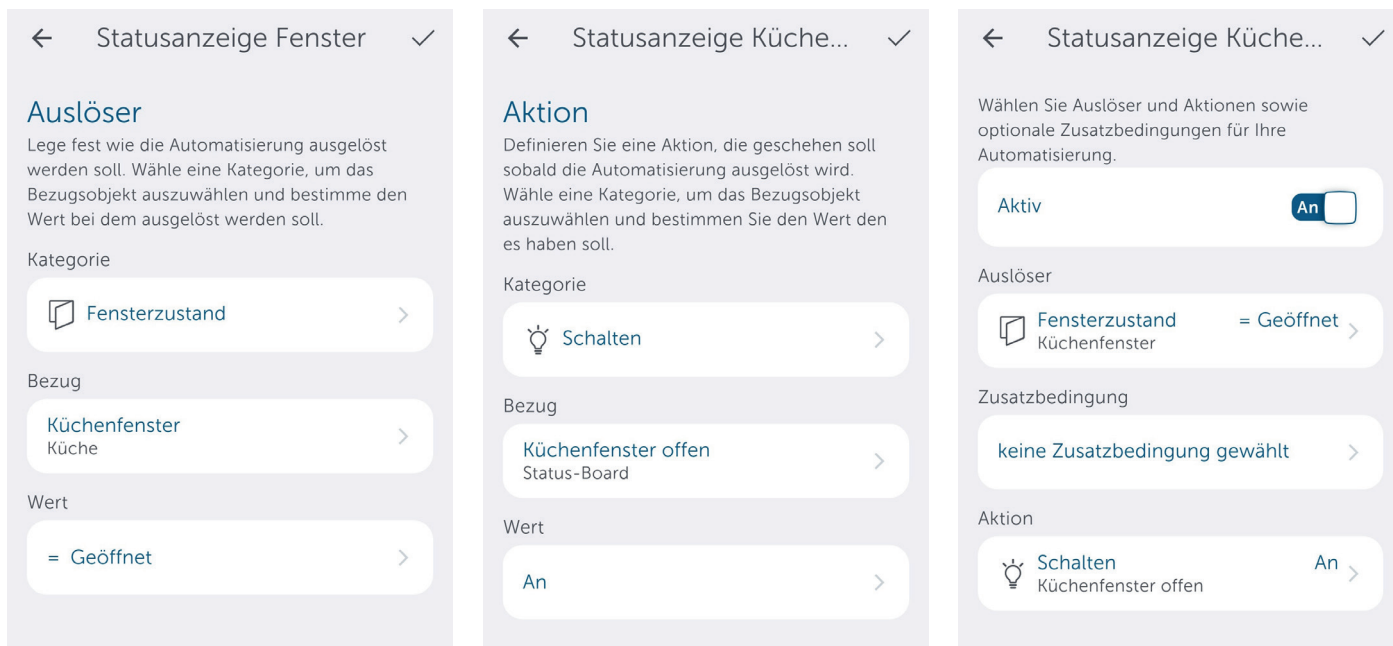 Statusanzeige Fenster
Auslöser
Lege fest wie die Automatisierung ausgelöst
werden soll. Wähle eine Kategorie, um das
Bezugsobjekt auszuwählen und bestimme den
Wert bei dem ausgelöst werden soll.
Kategorie
Fensterzustand
Bezug
Küchenfenster
Küche
Wert
= Geöffnet
Statusanzeige Küche...
Aktion
Definieren Sie eine Aktion, die geschehen soll
sobald die Automatisierung ausgelöst wird.
Wähle eine Kategorie, um das Bezugsobjekt
auszuwählen und bestimmen Sie den Wert den
es haben soll.
Kategorie
Schalten
Bezug
Küchenfenster offen
Status-Board
Wert
An
Statusanzeige Küche...
Wählen Sie Auslöser und Aktionen sowie
optionale Zusatzbedingungen für Ihre
Automatisierung.
Aktiv An
Auslöser
Fensterzustand = Geöffnet
Küchenfenster
Zusatzbedingung
keine Zusatzbedingung gewählt
Aktion
Schalten An
Küchenfenster offen